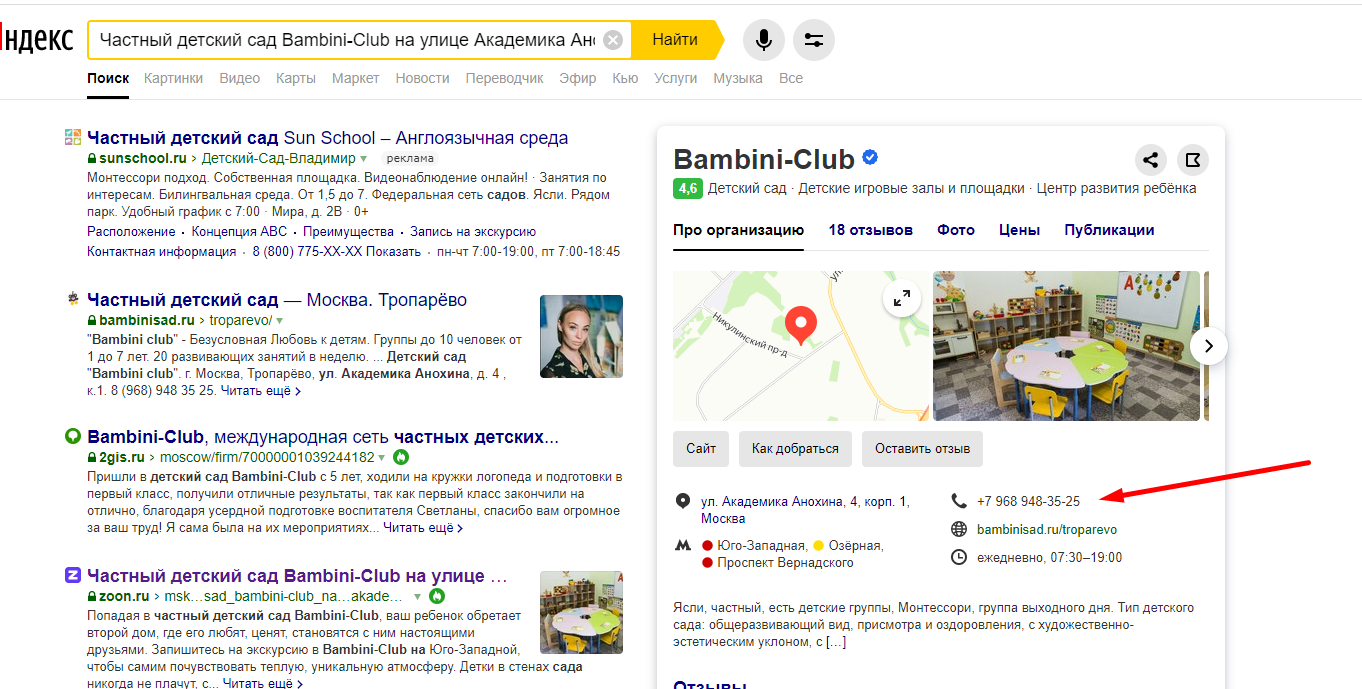 ндекс
Частный детский сад Bambini-Club на улице Академика Ано
Найти
Поиск Картинки Видео Карты Маркет Новости Переводчик Эфир Кью Услуги Музыка Все
Частный детский сад Sun School – Англоязычная среда
sunschool.ru › Детский-Сад-Владимир реклама
Монтессори подход. Собственная площадка. Видеонаблюдение онлайн! · Занятия по
интересам. Билингвальная среда. От 1,5 до 7. Федеральная сеть садов. Ясли. Рядом
парк. Удобный график с 7:00 · Мира, д. 2В · 0+
Расположение · Концепция ABC · Преимущества · Запись на экскурсию
Контактная информация · 8 (800) 775-XX-XX Показать · пн-чт 7:00-19:00, пт 7:00-18:45
Частный детский сад — Москва. Тропарёво
bambinisad.ru › troparevo/
"Bambini club" - Безусловная Любовь к детям. Группы до 10 человек от
1 до 7 лет. 20 развивающих занятий в неделю. ... Детский сад
"Bambini club". г. Москва, Тропарёво, ул. Академика Анохина, д. 4 ,
к.1. 8 (968) 948 35 25. Читать ещё ›
Bambini-Club, международная сеть частных детских...
2gis.ru › moscow/firm/70000001039244182
Пришли в детский сад Bambini-Club с 5 лет, ходили на кружки логопеда и подготовки в
первый класс, получили отличные результаты, так как первый класс закончили на
отлично, благодаря усердной подготовке воспитателя Светланы, спасибо вам огромное
за ваш труд! Я сама была на их мероприятиях... Читать ещё ›
Частный детский сад Bambini-Club на улице ...
zoon.ru › msk...sad_bambini-club_na...akade...
Попадая в частный детский сад Bambini-Club, ваш ребенок обретает
второй дом, где его любят, ценят, становятся с ним настоящими
друзьями. Запишитесь на экскурсию в Bambini-Club на Юго-Западной,
чтобы самим почувствовать теплую, уникальную атмосферу. Детки в стенах сада
никогда не плачут, с... Читать ещё ›
Bambini-Club
4,6 Детский сад · Детские игровые залы и площадки · Центр развития ребёнка
Про организацию 18 отзывов Фото Цены Публикации
ул.
Никулинский пр-д
А
Сайт Как добраться Оставить отзыв
ул. Академика Анохина, 4, корп. 1,
Москва
Юго-Западная, Озёрная,
Проспект Вернадского
+7 968 948-35-25
bambinisad.ru/troparevo
ежедневно, 07:30–19:00
Ясли, частный, есть детские группы, Монтессори, группа выходного дня. Тип детского
сада: общеразвивающий вид, присмотра и оздоровления, с художественно-
эстетическим уклоном, с [...]
Отзывы